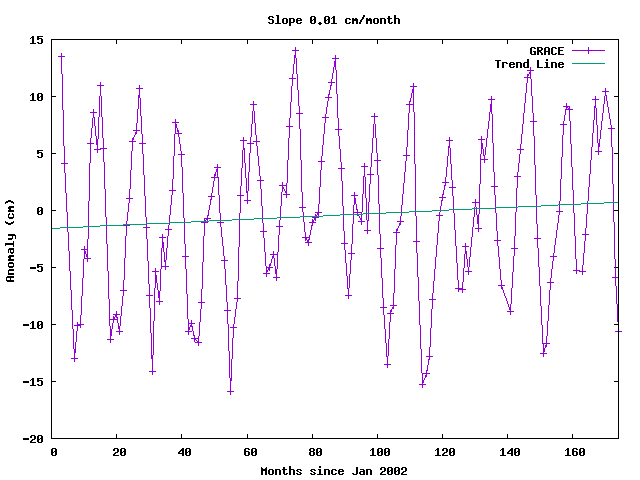 Slope 0.01 cm/month
GRACE
Trend Line
15
10
5
0
-5
-10
-15
-20
Anomaly (cm)
0 20 40 60 80 100 120 140 160
Months since Jan 2002